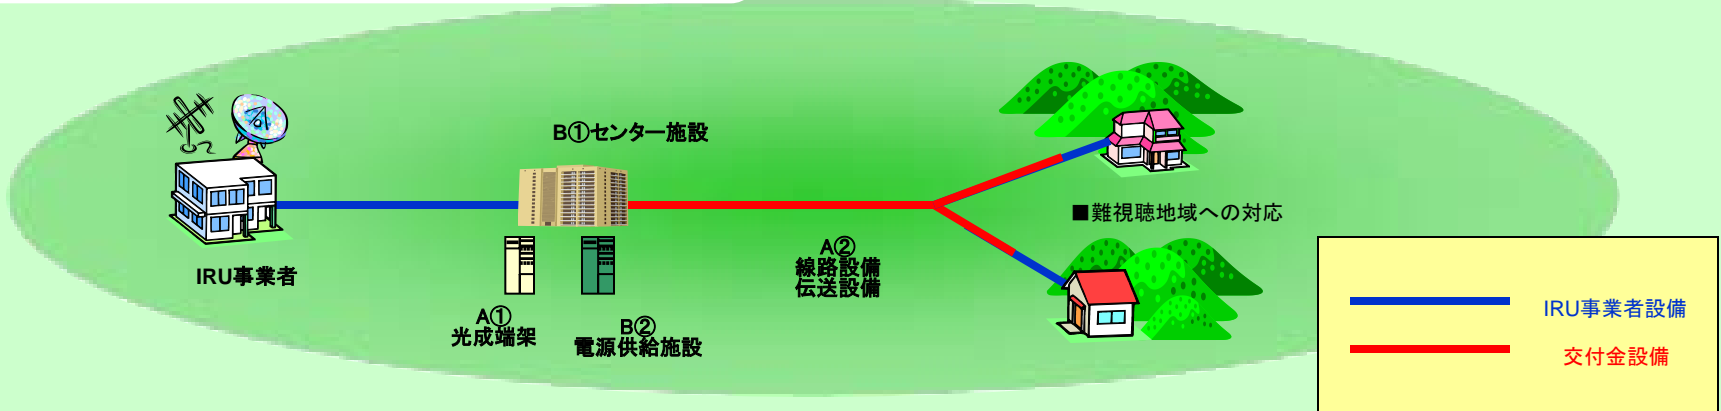 B①センター施設
■難視聴地域への対応
IRU事業者
A②
線路設備
伝送設備
A①
光成端架
B②
電源供給施設
IRU事業者設備
交付金設備